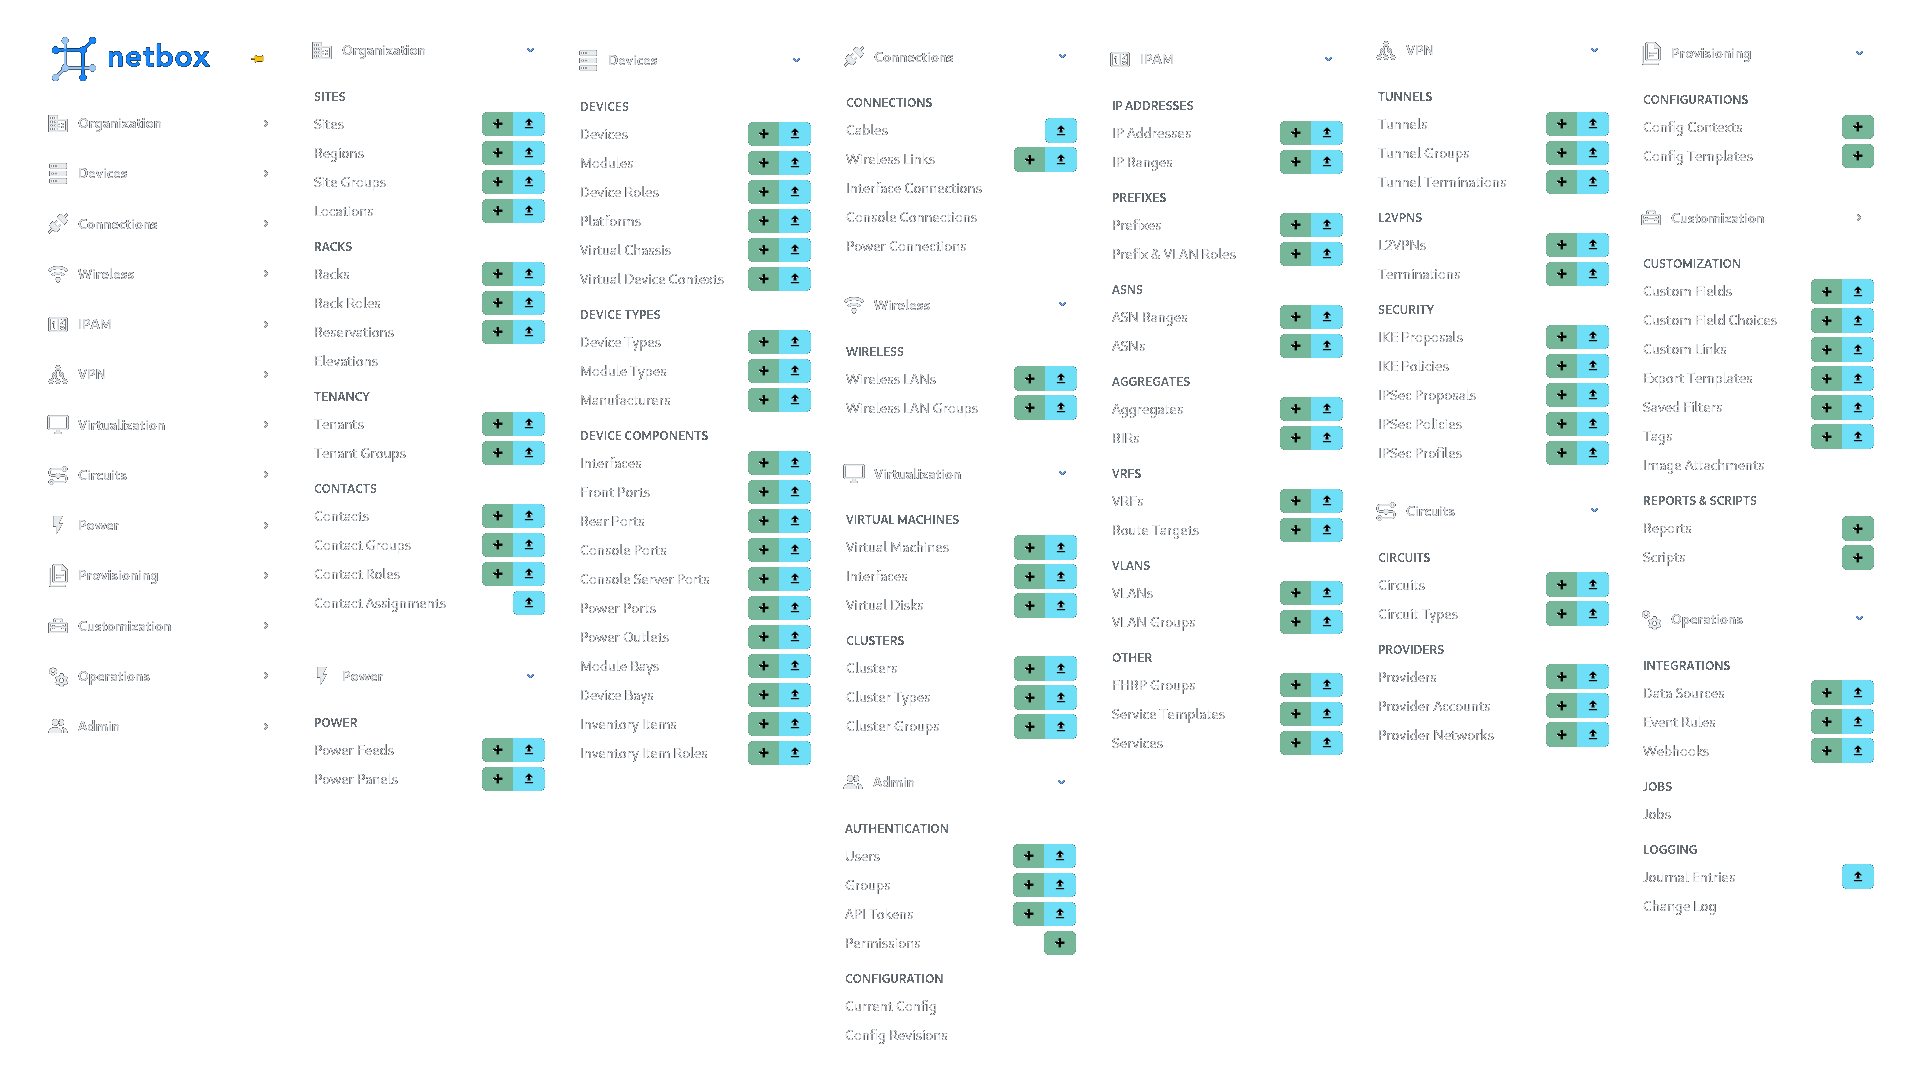 netbox
Organization
Devices
Connections
Wireless
IPAM
VPN
Virtualization
Circuits
Power
Provisioning
Customization
Operations
Admin
Organization
SITES
Sites
Regions
Site Groups
Locations
RACKS
Racks
Rack Roles
Reservations
Elevations
TENANCY
Tenants
Tenant Groups
CONTACTS
Contacts
Contact Groups
Contact Roles
Contact Assignments
Power
POWER
Power Feeds
Power Panels
Devices
DEVICES
Devices
Modules
Device Roles
Platforms
Virtual Chassis
Virtual Device Contexts
DEVICE TYPES
Device Types
Module Types
Manufacturers
DEVICE COMPONENTS
Interfaces
Front Ports
Rear Ports
Console Ports
Console Server Ports
Power Ports
Power Outlets
Module Bays
Device Bays
Inventory Items
Inventory Item Roles
Connections
CONNECTIONS
Cables
Wireless Links
Interface Connections
Console Connections
Power Connections
Wireless
WIRELESS
Wireless LANs
Wireless LAN Groups
Virtualization
VIRTUAL MACHINES
Virtual Machines
Interfaces
Virtual Disks
CLUSTERS
Clusters
Cluster Types
Cluster Groups
Admin
AUTHENTICATION
Users
Groups
API Tokens
Permissions
CONFIGURATION
Current Config
Config Revisions
IPAM
IP ADDRESSES
IP Addresses
IP Ranges
PREFIXES
Prefixes
Prefix & VLAN Roles
ASNS
ASN Ranges
ASNs
AGGREGATES
Aggregates
RIRs
VRFS
VRFs
Route Targets
VLANS
VLANs
VLAN Groups
OTHER
FHRP Groups
Service Templates
Services
VPN
TUNNELS
Tunnels
Tunnel Groups
Tunnel Terminations
L2VPNS
L2VPNs
Terminations
SECURITY
IKE Proposals
IKE Policies
IPSec Proposals
IPSec Policies
IPSec Profiles
Circuits
CIRCUITS
Circuits
Circuit Types
PROVIDERS
Providers
Provider Accounts
Provider Networks
Provisioning
CONFIGURATIONS
Config Contexts
Config Templates
Customization
CUSTOMIZATION
Custom Fields
Custom Field Choices
Custom Links
Export Templates
Saved Filters
Tags
Image Attachments
REPORTS & SCRIPTS
Reports
Scripts
Operations
INTEGRATIONS
Data Sources
Event Rules
Webhooks
JOBS
Jobs
LOGGING
Journal Entries
Change Log